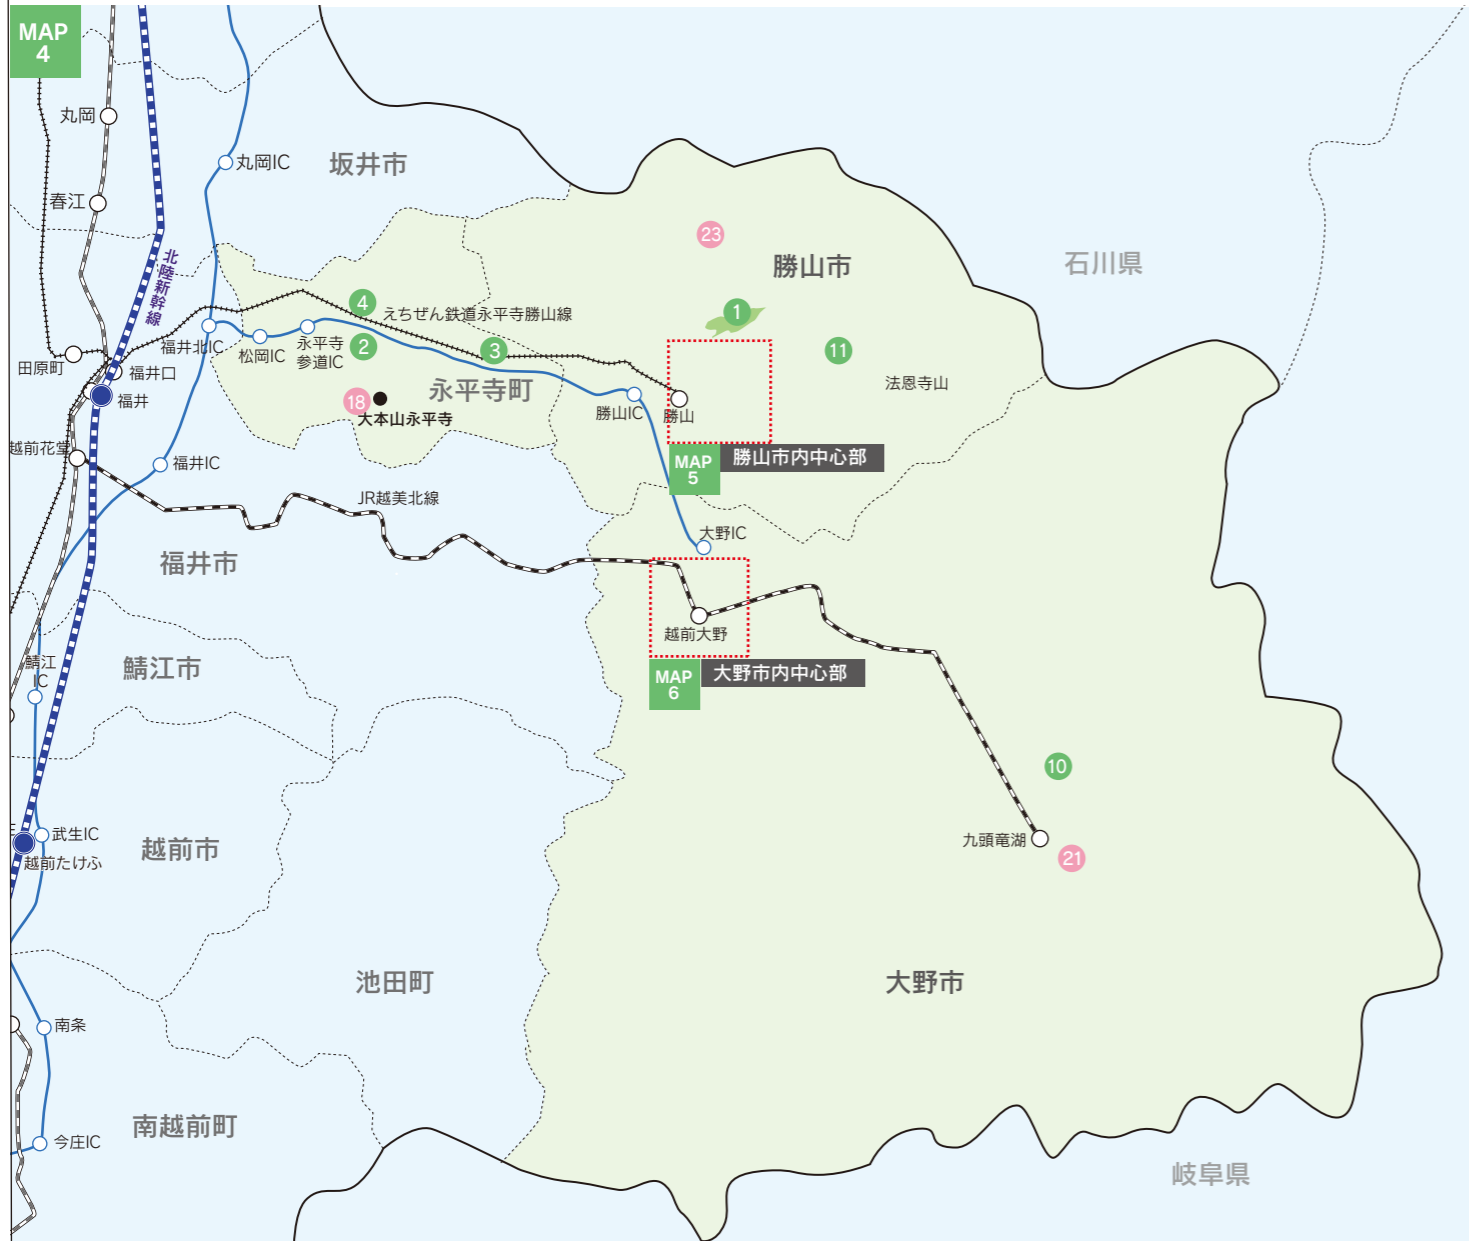 MAP
4
丸岡
丸岡IC
坂井市
春江
北陸新幹線
23
勝山市
石川県
4
えちぜん鉄道永平寺勝山線
1
福井北IC
松岡IC
永平寺
参道IC
2
3
11
田原町
福井口
福井
永平寺町
法恩寺山
18
大本山永平寺
勝山IC
勝山
越前花堂
福井IC
MAP
5
勝山市内中心部
JR越美北線
大野IC
福井市
越前大野
鯖江
IC
鯖江市
MAP
6
大野市内中心部
10
武生IC
越前たけふ
越前市
九頭竜湖
21
池田町
大野市
南条
南越前町
今庄IC
岐阜県